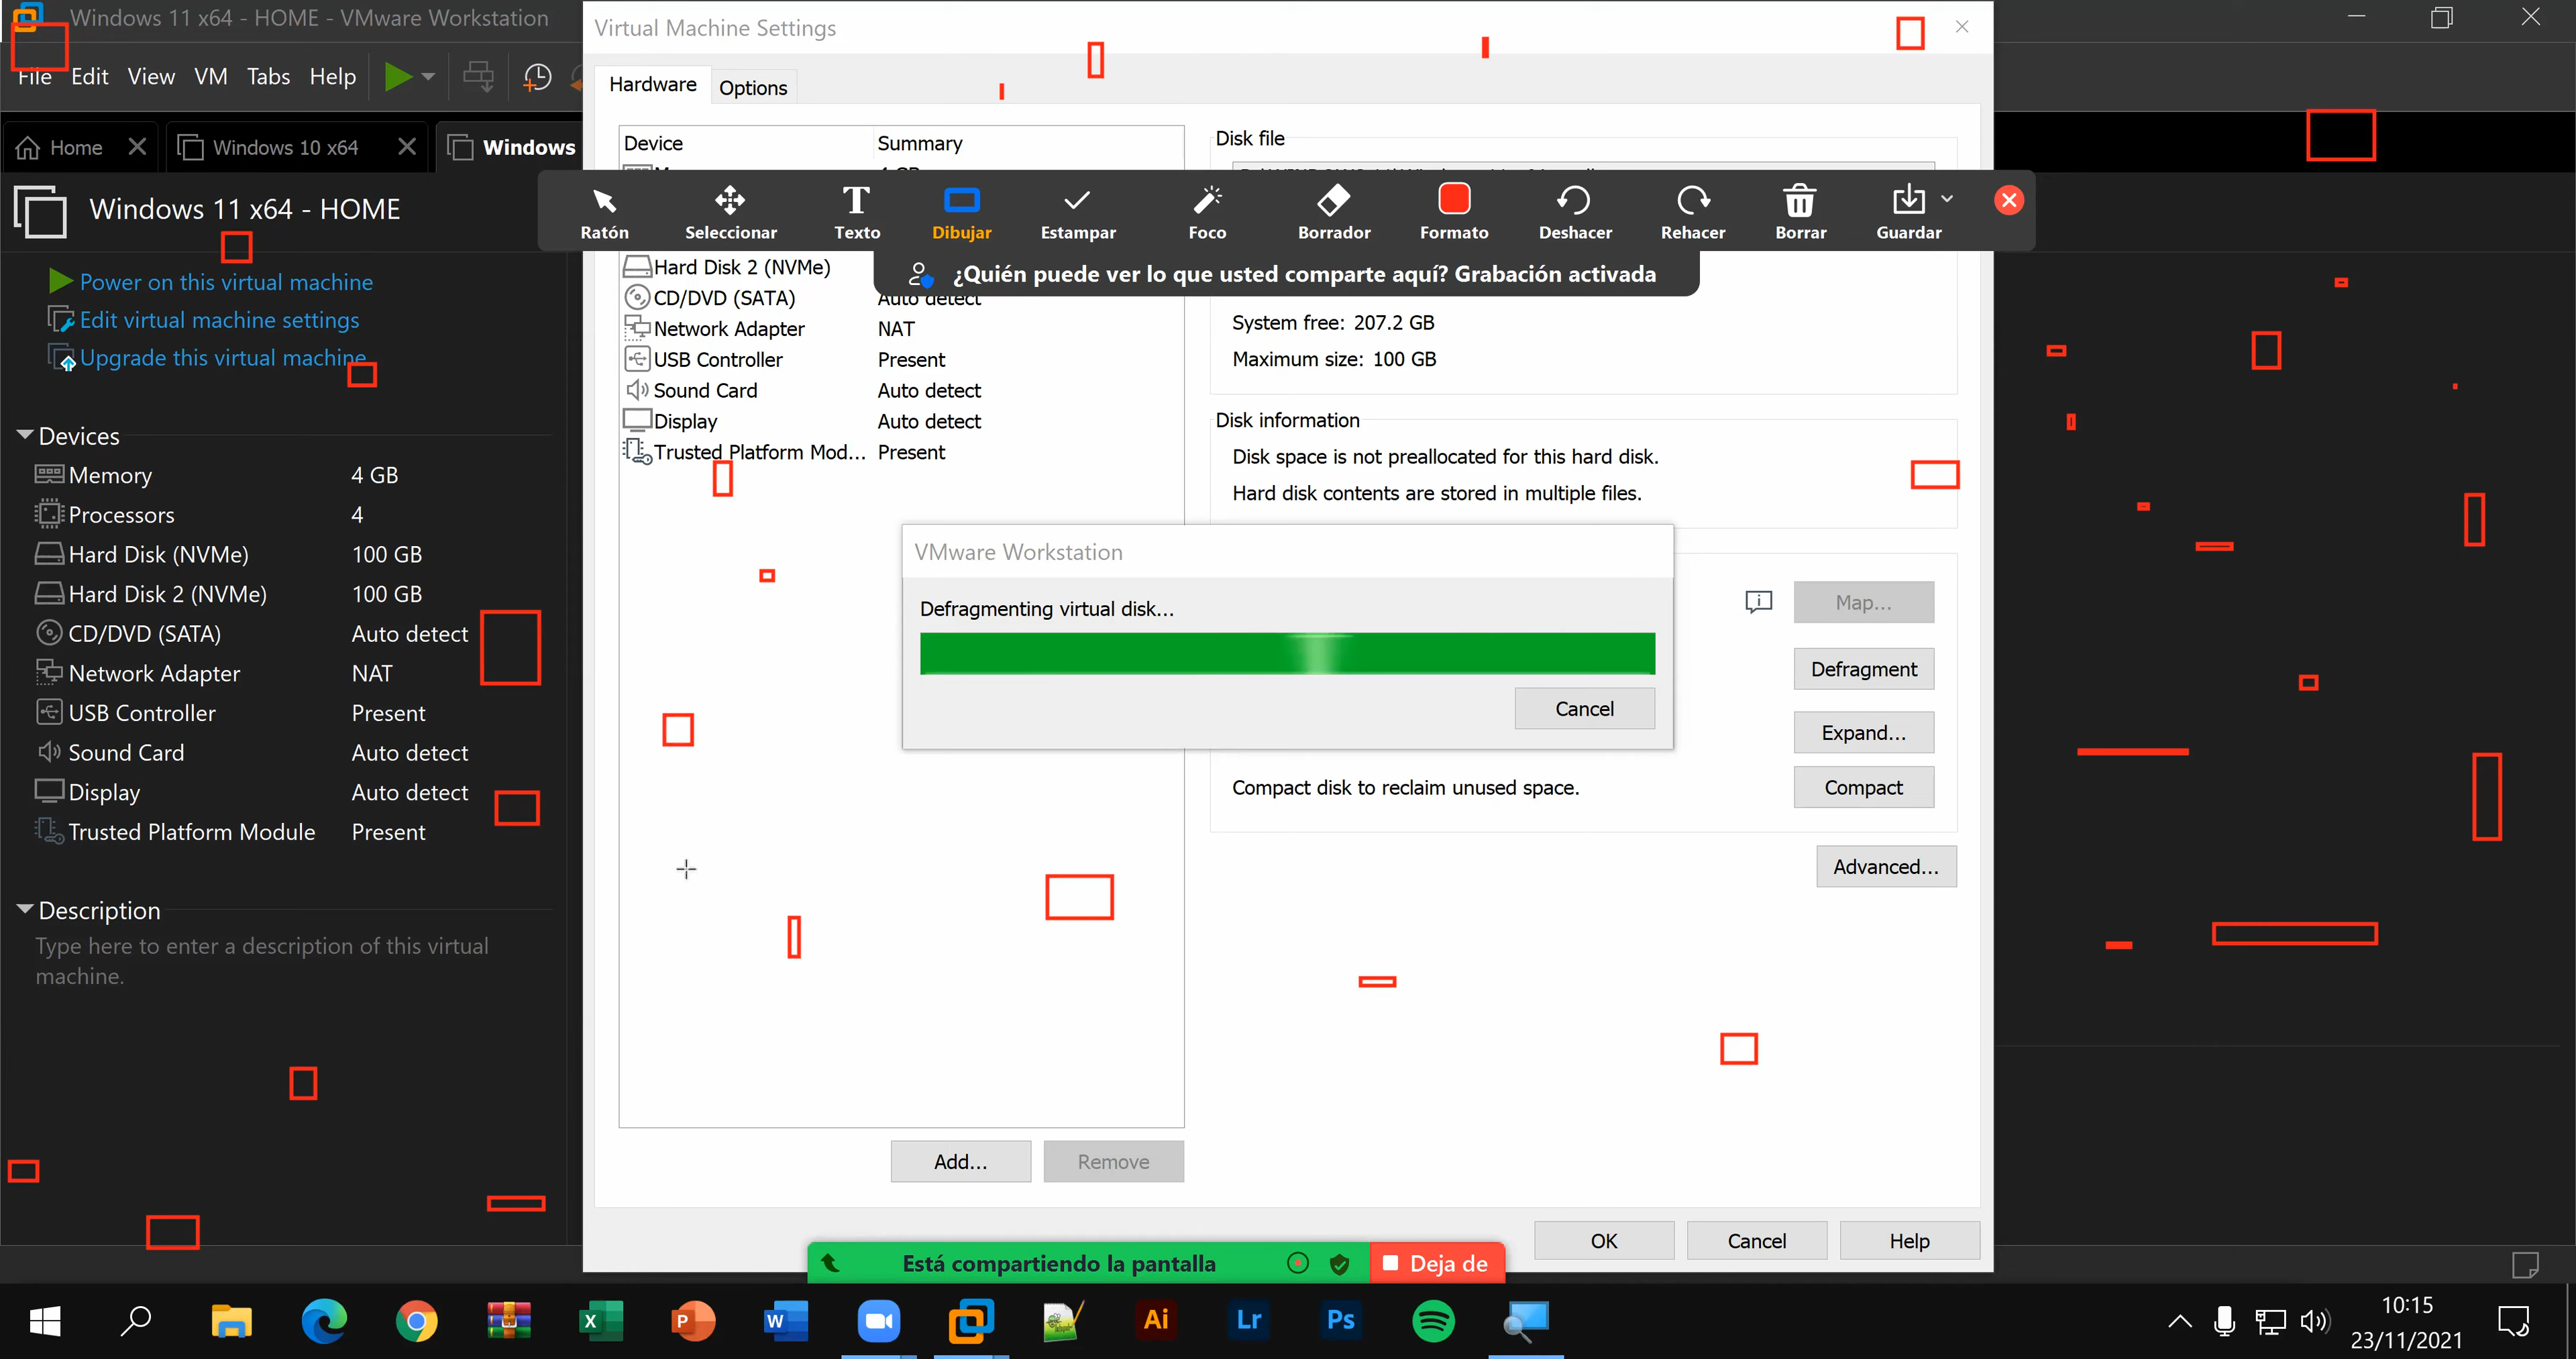 Windows 11 x64 - HOME - VMware Workstation
File Edit View VM Tabs Help
Home
Windows 10 x64
Windows
Windows 11 x64 - HOME
Power on this virtual machine
Edit virtual machine settings
Upgrade this virtual machine
Devices
Memory 4 GB
Processors 4
Hard Disk (NVMe) 100 GB
Hard Disk 2 (NVMe) 100 GB
CD/DVD (SATA) Auto detect
Network Adapter NAT
USB Controller Present
Sound Card Auto detect
Display Auto detect
Trusted Platform Module Present
Description
Type here to enter a description of this virtual
machine.
Virtual Machine Settings
Hardware Options
Device Summary
Ratón Seleccionar Texto Dibujar Estampar Foco Borrador Formato Deshacer Rehacer Borrar Guardar
¿Quién puede ver lo que usted comparte aquí? Grabación activada
Hard Disk 2 (NVMe)
CD/DVD (SATA) Auto detect
Network Adapter NAT
USB Controller Present
Sound Card Auto detect
Display Auto detect
Trusted Platform Mod... Present
Add... Remove
Disk file
System free: 207.2 GB
Maximum size: 100 GB
Disk information
Disk space is not preallocated for this hard disk.
Hard disk contents are stored in multiple files.
VMware Workstation
Defragmenting virtual disk...
Cancel
Map...
Defragment
Expand...
Compact disk to reclaim unused space. Compact
Advanced...
OK Cancel Help
Está compartiendo la pantalla
Deja de
X P W Ai Lr Ps
10:15
23/11/2021